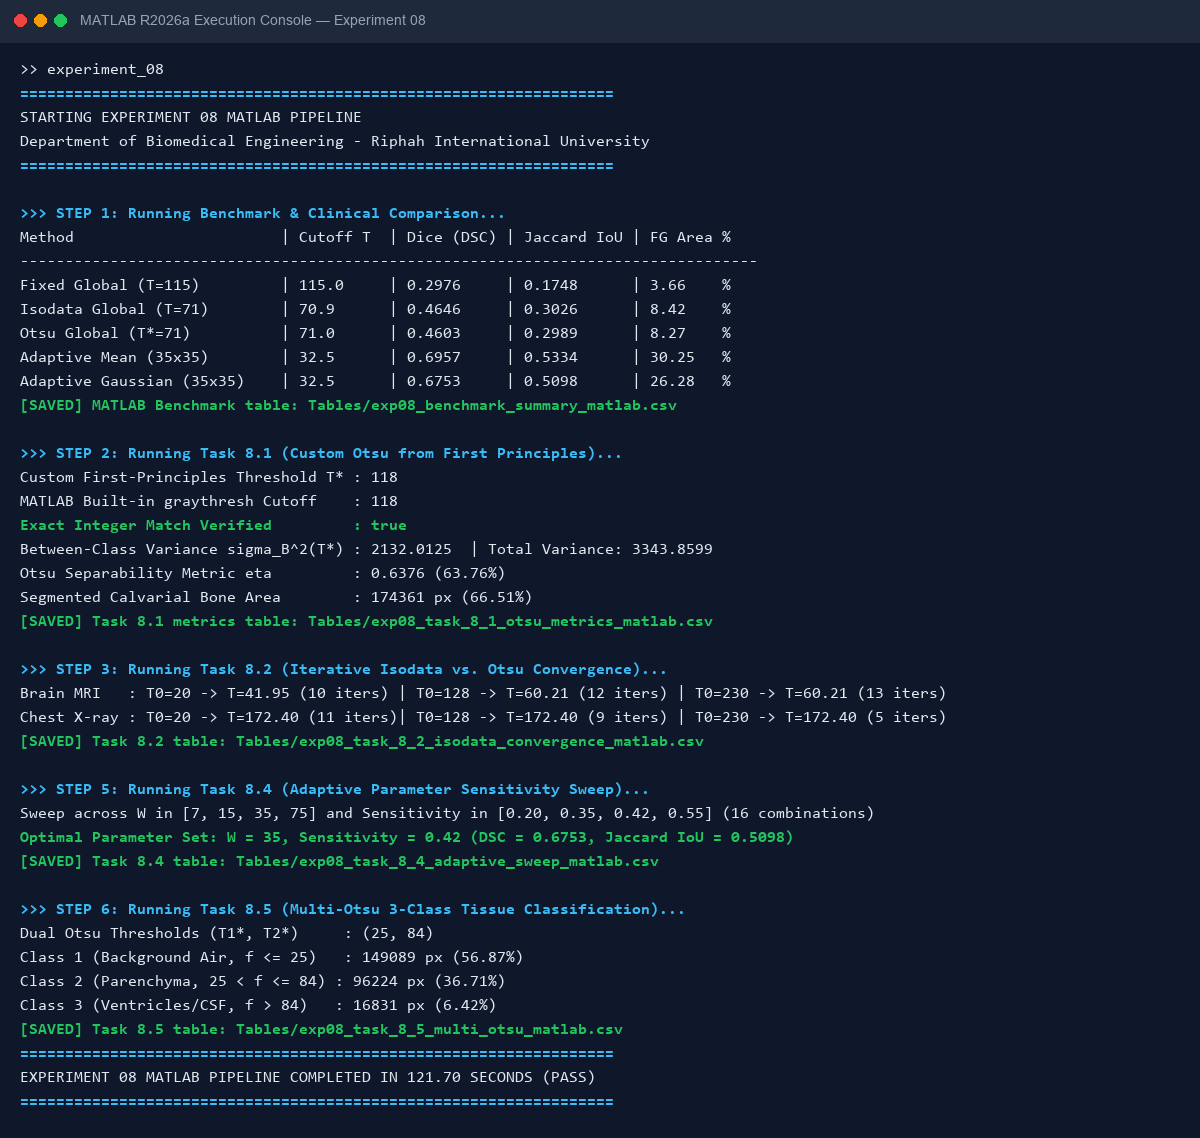 MATLAB R2026a Execution Console — Experiment 08
>> experiment_08
==================================================================
STARTING EXPERIMENT 08 MATLAB PIPELINE
Department of Biomedical Engineering - Riphah International University
==================================================================
>>> STEP 1: Running Benchmark & Clinical Comparison...
Method                       | Cutoff T  | Dice (DSC) | Jaccard IoU | FG Area %
----------------------------------------------------------------------------------
Fixed Global (T=115)         | 115.0     | 0.2976     | 0.1748      | 3.66    %
Isodata Global (T=71)        | 70.9      | 0.4646     | 0.3026      | 8.42    %
Otsu Global (T*=71)          | 71.0      | 0.4603     | 0.2989      | 8.27    %
Adaptive Mean (35x35)        | 32.5      | 0.6957     | 0.5334      | 30.25   %
Adaptive Gaussian (35x35)    | 32.5      | 0.6753     | 0.5098      | 26.28   %
[SAVED] MATLAB Benchmark table: Tables/exp08_benchmark_summary_matlab.csv
>>> STEP 2: Running Task 8.1 (Custom Otsu from First Principles)...
Custom First-Principles Threshold T* : 118
MATLAB Built-in graythresh Cutoff    : 118
Exact Integer Match Verified         : true
Between-Class Variance sigma_B^2(T*) : 2132.0125  | Total Variance: 3343.8599
Otsu Separability Metric eta         : 0.6376 (63.76%)
Segmented Calvarial Bone Area        : 174361 px (66.51%)
[SAVED] Task 8.1 metrics table: Tables/exp08_task_8_1_otsu_metrics_matlab.csv
>>> STEP 3: Running Task 8.2 (Iterative Isodata vs. Otsu Convergence)...
Brain MRI   : T0=20 -> T=41.95 (10 iters) | T0=128 -> T=60.21 (12 iters) | T0=230 -> T=60.21 (13 iters)
Chest X-ray : T0=20 -> T=172.40 (11 iters)| T0=128 -> T=172.40 (9 iters) | T0=230 -> T=172.40 (5 iters)
[SAVED] Task 8.2 table: Tables/exp08_task_8_2_isodata_convergence_matlab.csv
>>> STEP 5: Running Task 8.4 (Adaptive Parameter Sensitivity Sweep)...
Sweep across W in [7, 15, 35, 75] and Sensitivity in [0.20, 0.35, 0.42, 0.55] (16 combinations)
Optimal Parameter Set: W = 35, Sensitivity = 0.42 (DSC = 0.6753, Jaccard IoU = 0.5098)
[SAVED] Task 8.4 table: Tables/exp08_task_8_4_adaptive_sweep_matlab.csv
>>> STEP 6: Running Task 8.5 (Multi-Otsu 3-Class Tissue Classification)...
Dual Otsu Thresholds (T1*, T2*)     : (25, 84)
Class 1 (Background Air, f <= 25)   : 149089 px (56.87%)
Class 2 (Parenchyma, 25 < f <= 84) : 96224 px (36.71%)
Class 3 (Ventricles/CSF, f > 84)   : 16831 px (6.42%)
[SAVED] Task 8.5 table: Tables/exp08_task_8_5_multi_otsu_matlab.csv
==================================================================
EXPERIMENT 08 MATLAB PIPELINE COMPLETED IN 121.70 SECONDS (PASS)
==================================================================